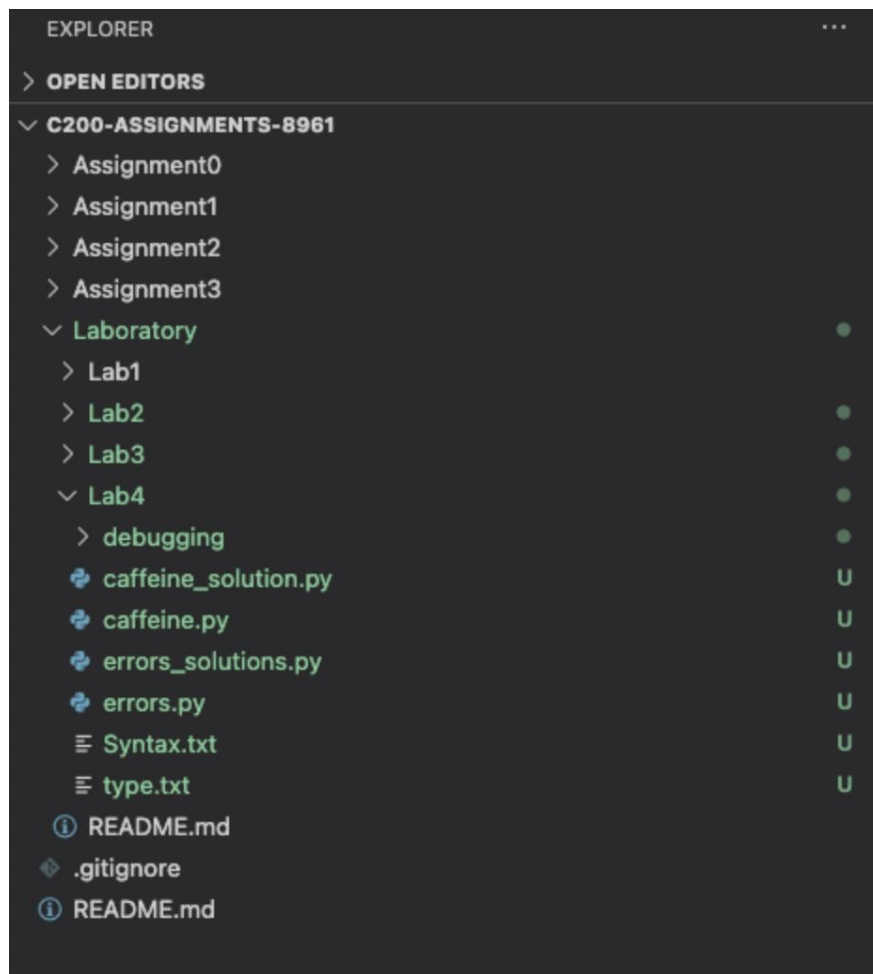 EXPLORER ...
OPEN EDITORS
C200-ASSIGNMENTS-8961
Assignment0
Assignment1
Assignment2
Assignment3
Laboratory
Lab1
Lab2
Lab3
Lab4
debugging
caffeine_solution.py U
caffeine.py U
errors_solutions.py U
errors.py U
Syntax.txt U
type.txt U
README.md
.gitignore
README.md